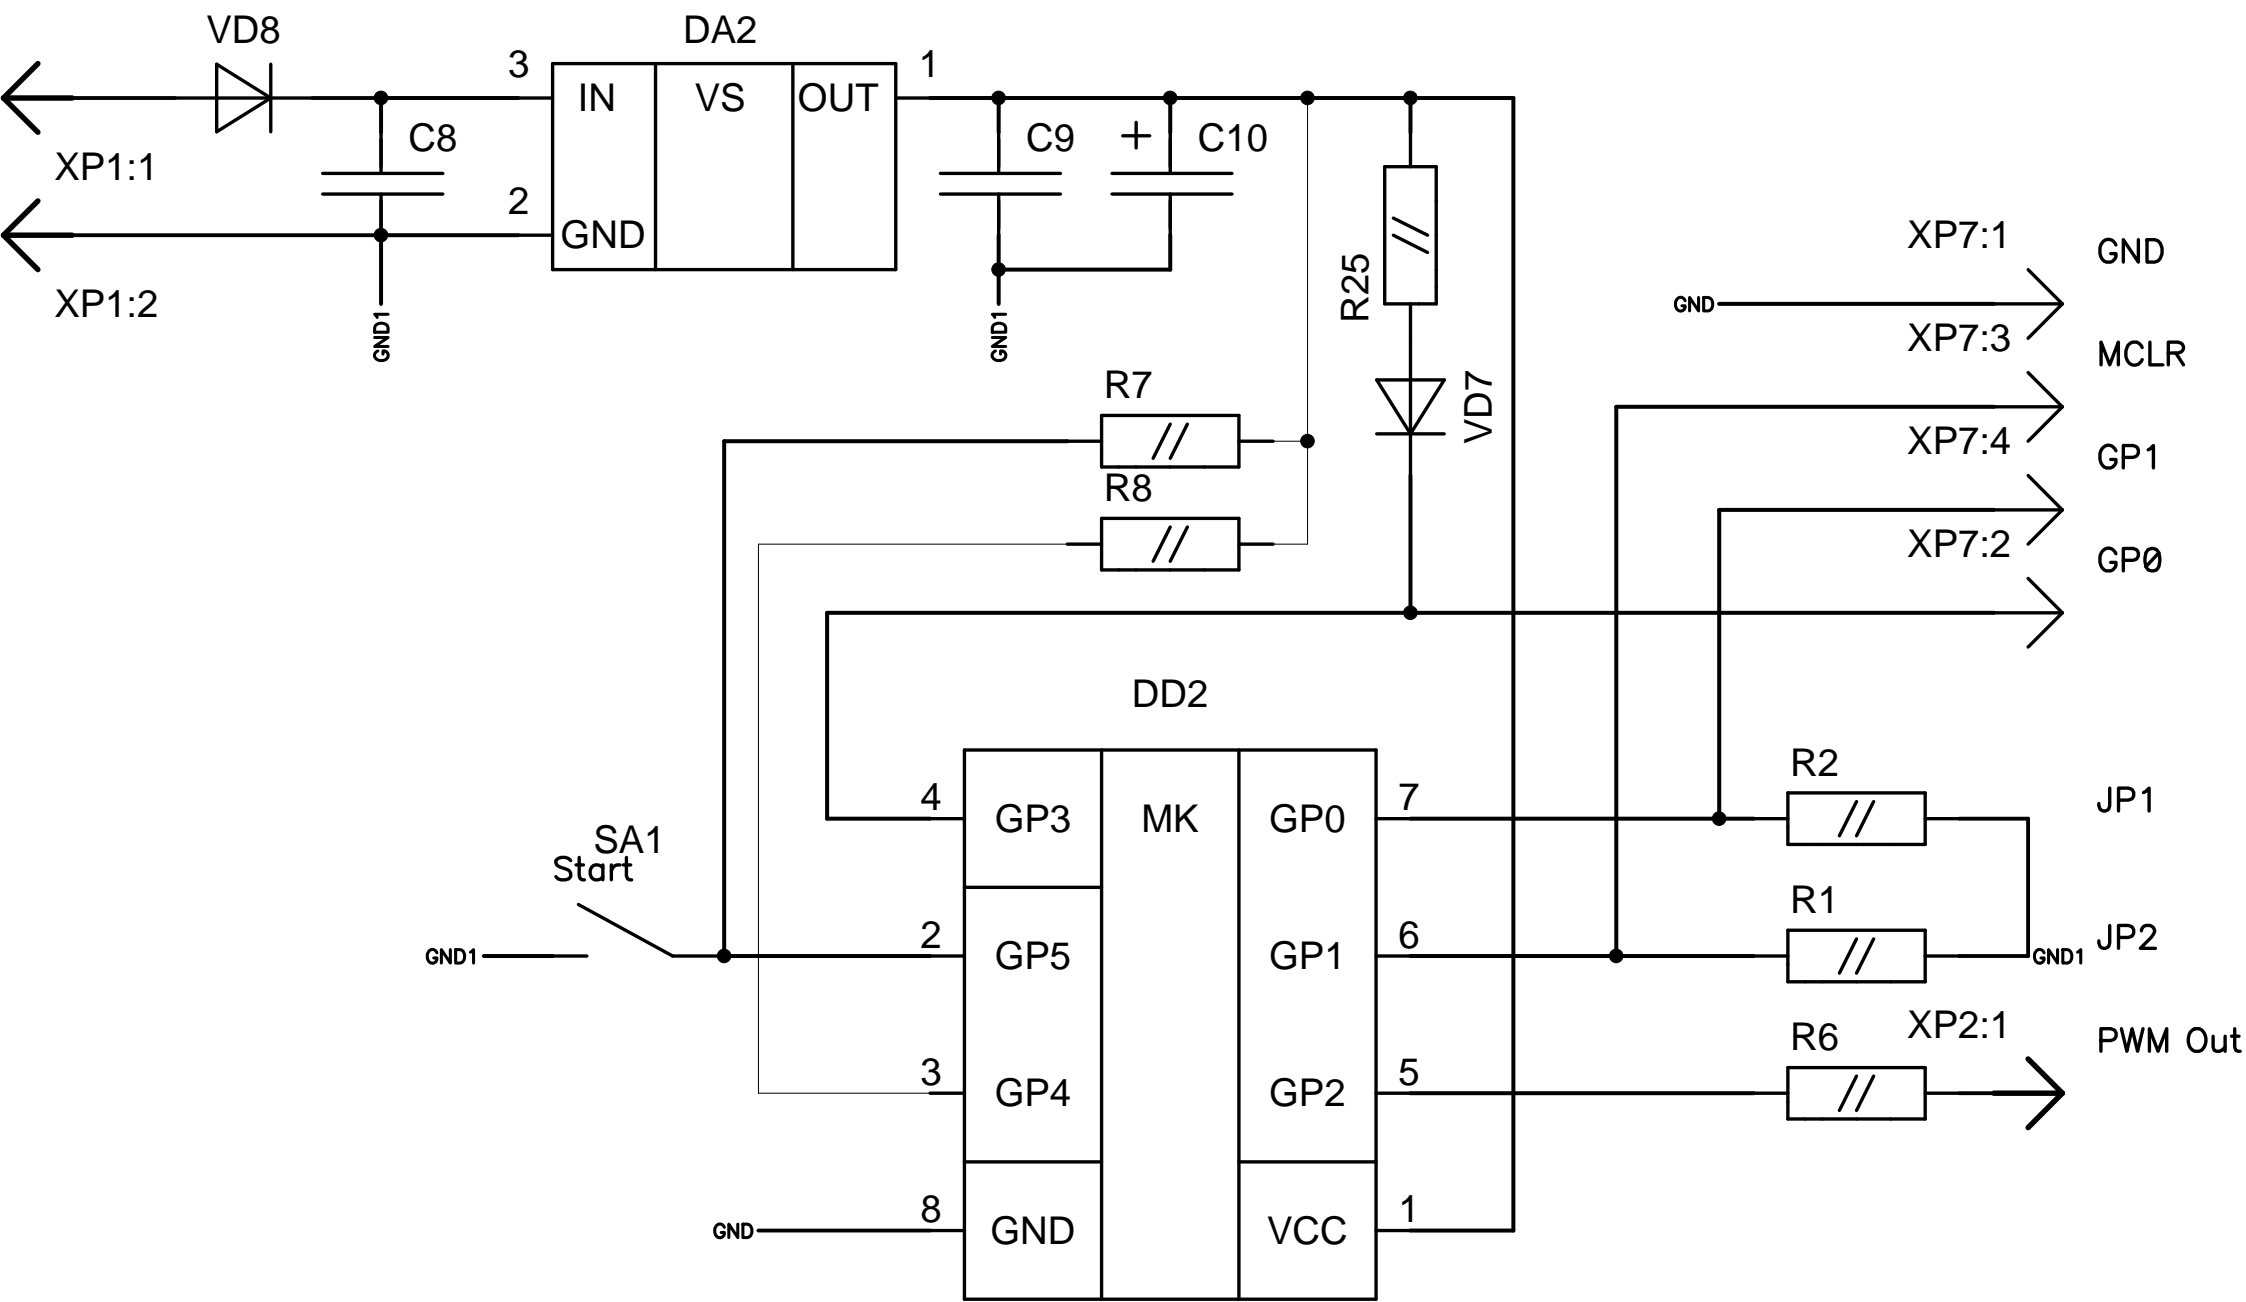 VD8
DA2
3
IN
VS
OUT
1
XP1:1
C8
C9
+
C10
2
GND
XP1:2
GND1
GND1
R25
XP7:1
GND
GND
XP7:3
MCLR
R7
VD7
XP7:4
GP1
R8
XP7:2
GP0
DD2
4
GP3
MK
GP0
7
R2
JP1
SA1
Start
GND1
2
GP5
GP1
6
R1
GND1
JP2
3
GP4
GP2
5
R6
XP2:1
PWM Out
GND
8
GND
VCC
1